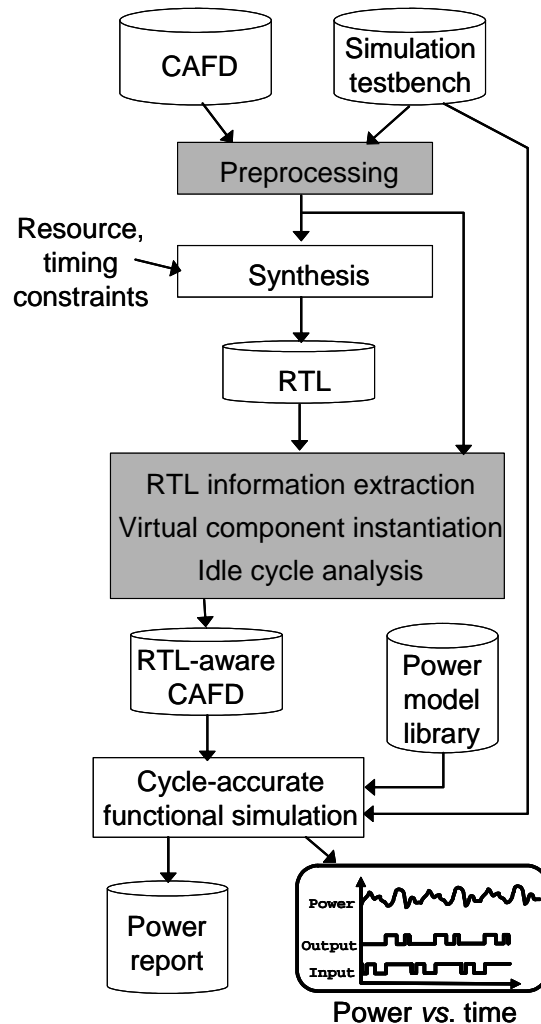 CAFD
Simulation
testbench
Preprocessing
Resource,
timing
constraints
Synthesis
RTL
RTL information extraction
Virtual component instantiation
Idle cycle analysis
RTL-aware
CAFD
Power
model
library
Cycle-accurate
functional simulation
Power
report
Power
Output
Input
Power vs. time